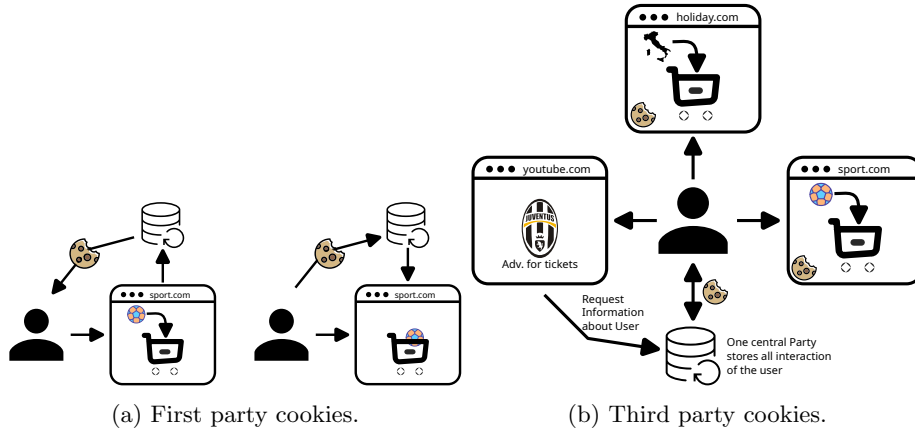 holiday.com
youtube.com
sport.com
JUVENTUS
Adv. for tickets
sport.com
sport.com
Request
Information
about User
One central Party
stores all interaction
of the user
(a) First party cookies.
(b) Third party cookies.